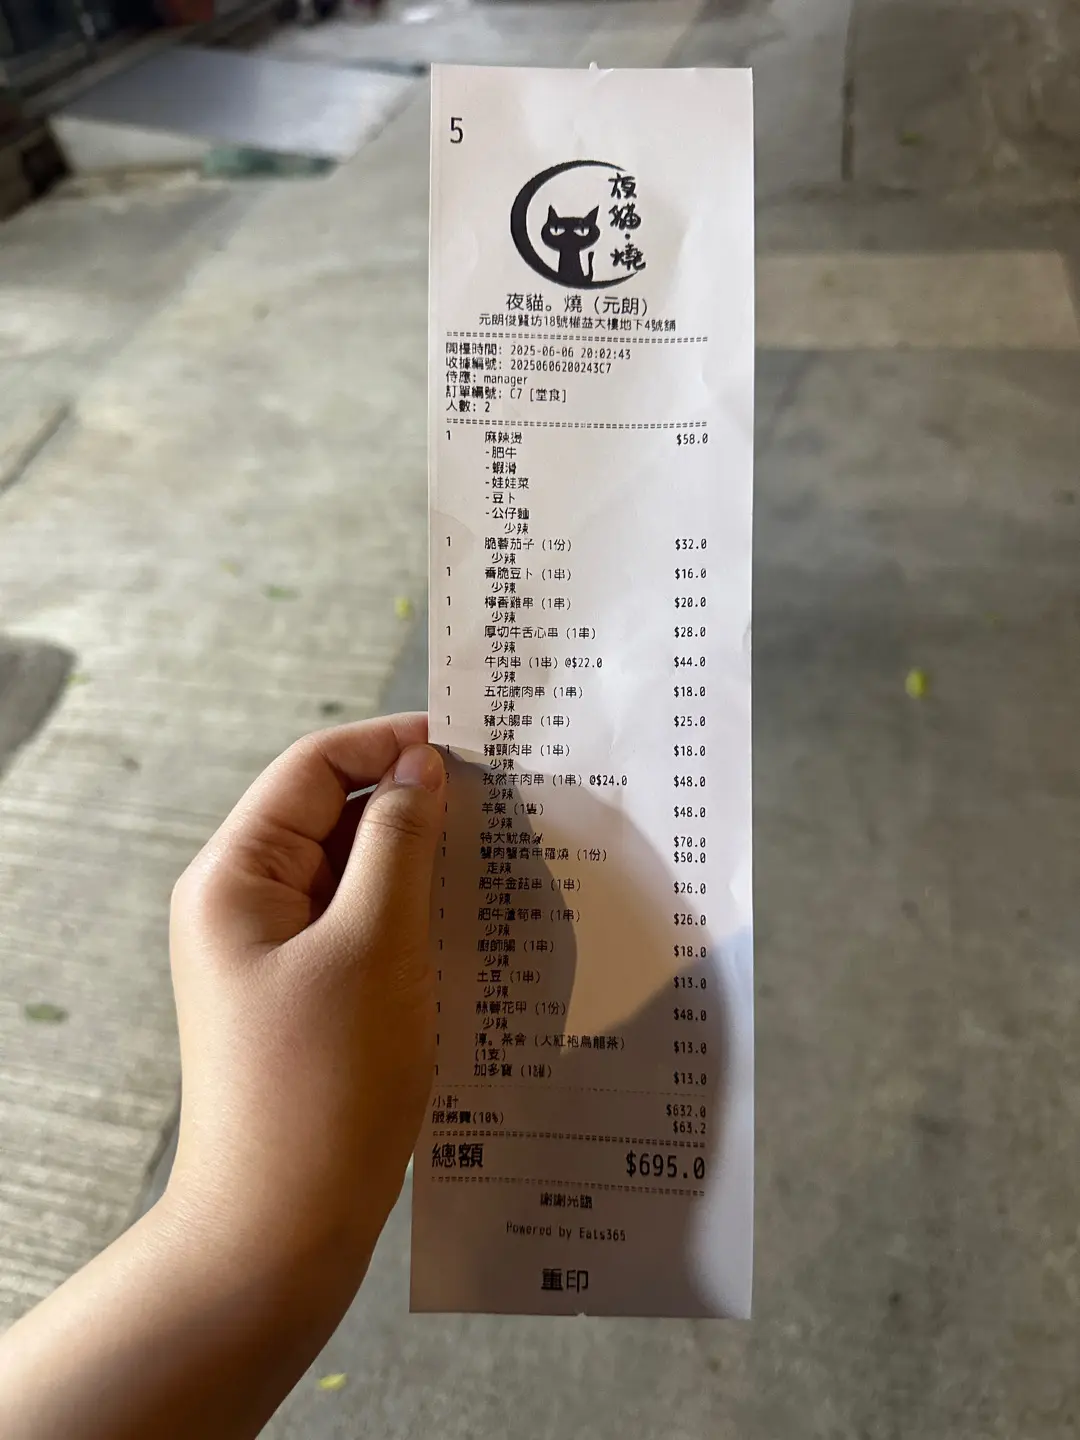 5
夜貓·燒
夜貓。燒（元朗）
元朗俊賢坊18號權益大樓地下4號舖
開檯時間: 2025-06-06 20:02:43
收據編號: 20250606200243C7
侍應: manager
訂單編號: C7 [堂食]
人數: 2
1 麻辣燙 $58.0
-肥牛
-蝦滑
-娃娃菜
-豆卜
-公仔麵
少辣
1 脆蓉茄子 (1份) $32.0
少辣
1 香脆豆卜 (1串) $16.0
少辣
1 檸香雞串 (1串) $20.0
少辣
1 厚切牛舌心串 (1串) $28.0
少辣
2 牛肉串 (1串) @$22.0 $44.0
少辣
1 五花腩肉串 (1串) $18.0
少辣
1 豬大腸串 (1串) $25.0
少辣
1 豬頸肉串 (1串) $18.0
少辣
2 孜然羊肉串 (1串) @$24.0 $48.0
少辣
1 羊架 (1隻) $48.0
少辣
1 特大魷魚 $70.0
1 蟹肉蟹膏甲羅燒 (1份) $50.0
走辣
1 肥牛金菇串 (1串) $26.0
少辣
1 肥牛蘆筍串 (1串) $26.0
少辣
1 廚師腸 (1串) $18.0
少辣
1 土豆 (1串) $13.0
少辣
1 絲蓉花甲 (1份) $48.0
少辣
1 淳。茶舍 (大紅袍烏龍茶) $13.0
(1支)
1 加多寶 (1罐) $13.0
小計 $632.0
服務費(10%) $63.2
總額 $695.0
謝謝光臨
Powered by Eats365
重印